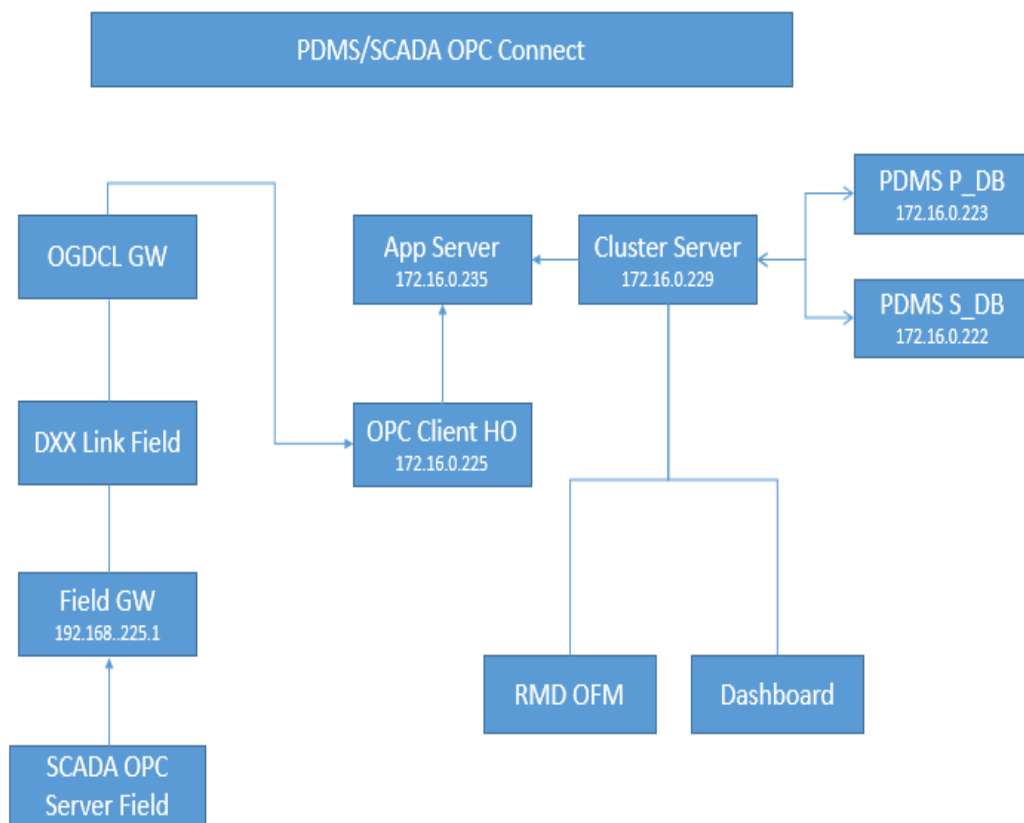 PDMS/SCADA OPC Connect
OGDCL GW
DXX Link Field
Field GW
192.168..225.1
SCADA OPC
Server Field
App Server
172.16.0.235
OPC Client HO
172.16.0.225
Cluster Server
172.16.0.229
PDMS P_DB
172.16.0.223
PDMS S_DB
172.16.0.222
RMD OFM
Dashboard